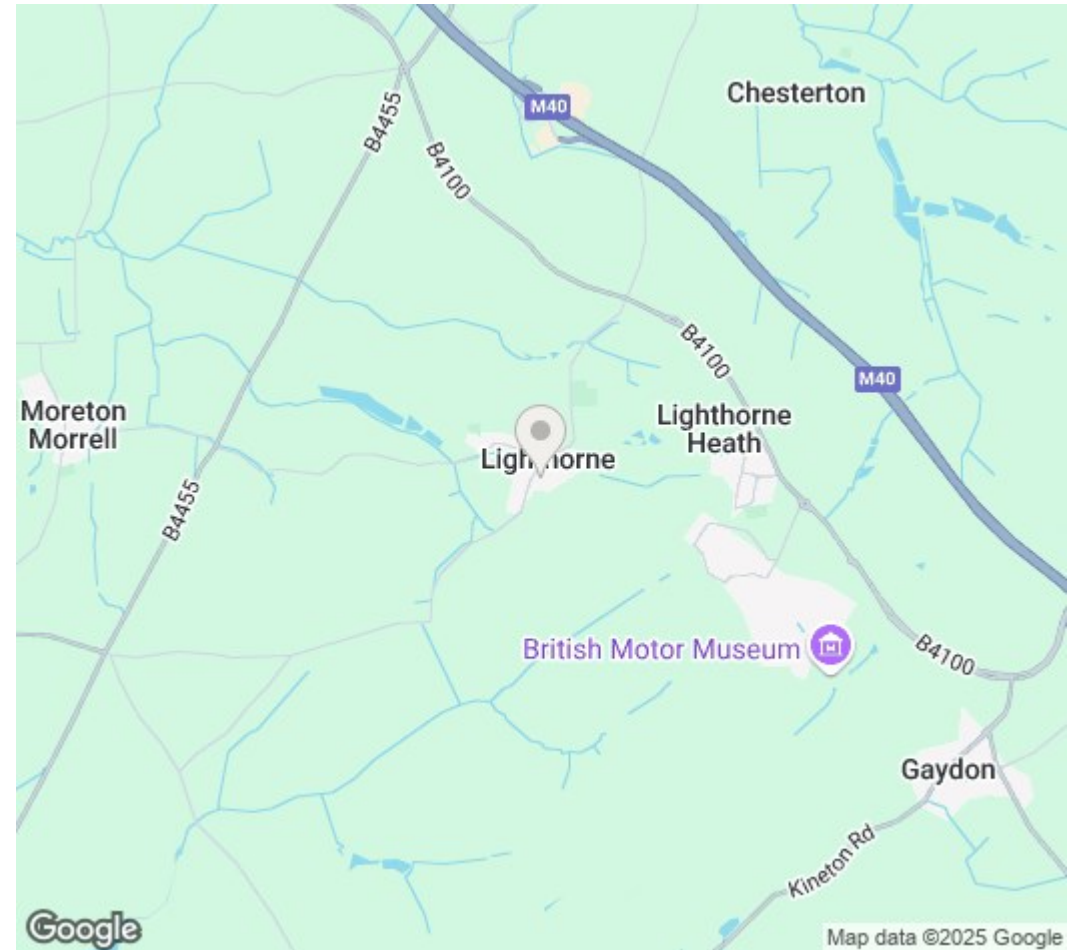 M40
Chesterton
B4455
B4100
B4100
M40
Moreton
Morrell
Lighthorne
Heath
Lighthorne
B4455
British Motor Museum
B4100
Gaydon
Kineton Rd
Google
Map data ©2025 Google